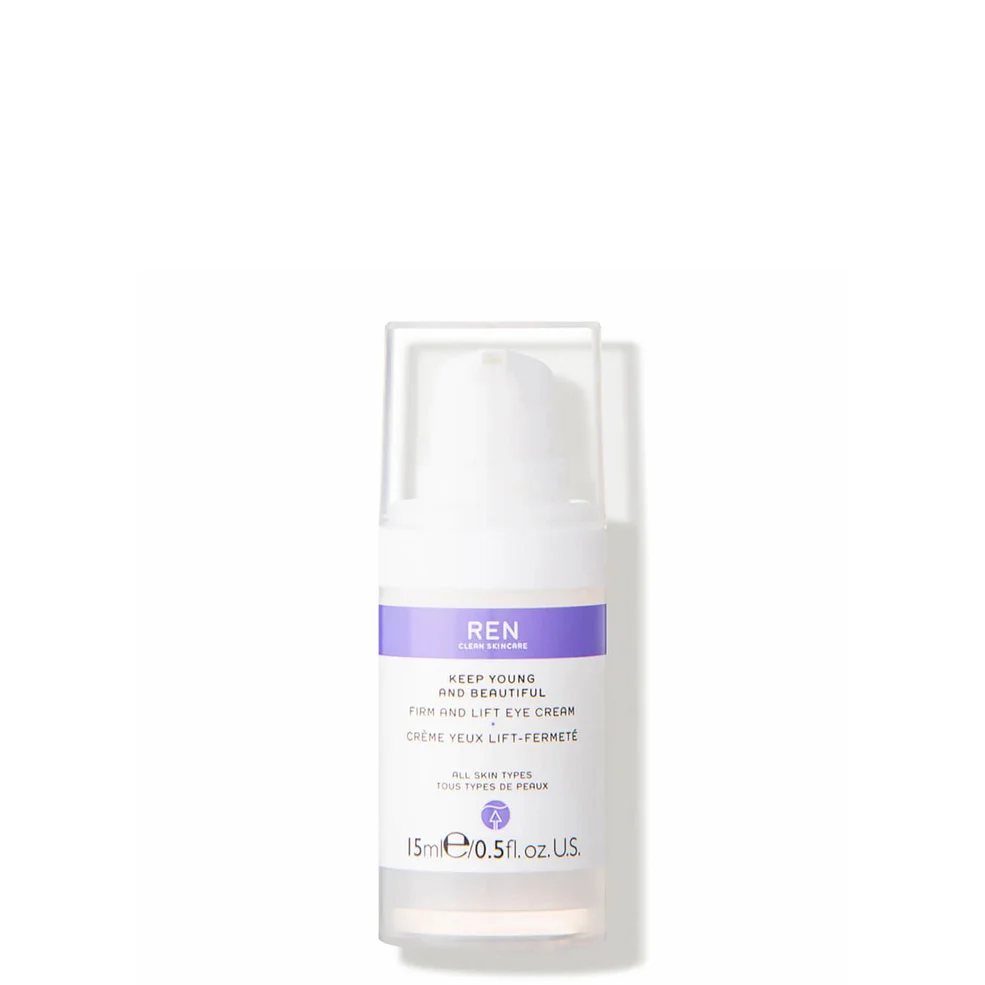 REN
CLEAN SKINCARE
KEEP YOUNG
AND BEAUTIFUL
FIRM AND LIFT EYE CREAM
CRÈME YEUX LIFT-FERMETÉ
ALL SKIN TYPES
TOUS TYPES DE PEAUX
15ml℮/0.5fl.oz.U.S.